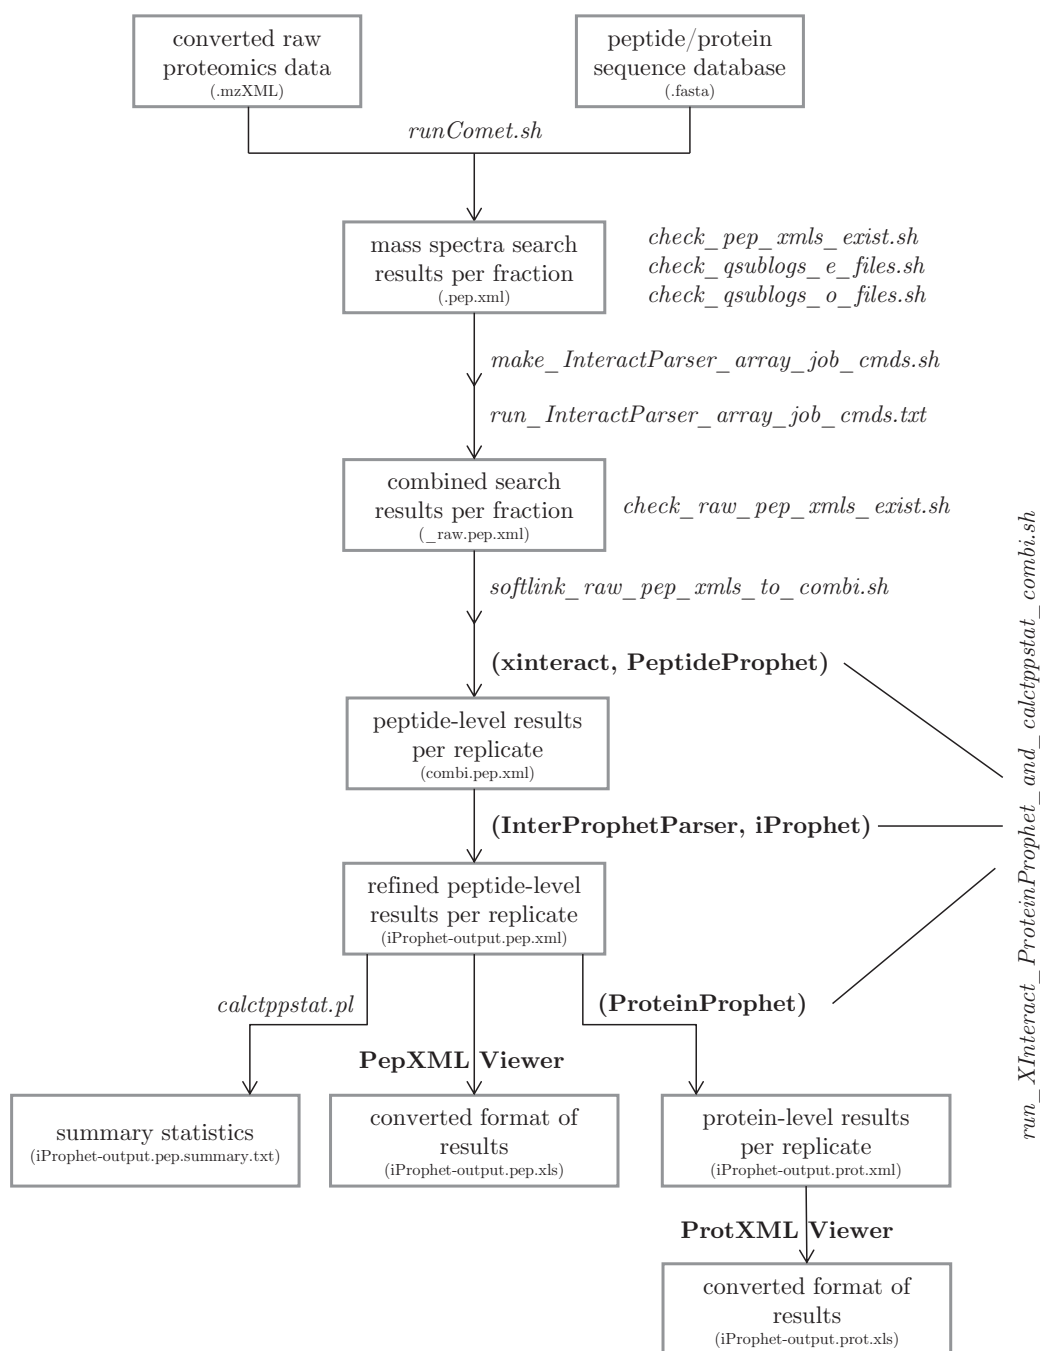 converted raw
proteomics data
(.mzXML)
peptide/protein
sequence database
(.fasta)
runComet.sh
mass spectra search
results per fraction
(.pep.xml)
check_pep_xmls_exist.sh
check_qsublogs_e_files.sh
check_qsublogs_o_files.sh
make_InteractParser_array_job_cmds.sh
run_InteractParser_array_job_cmds.txt
combined search
results per fraction
(_raw.pep.xml)
check_raw_pep_xmls_exist.sh
softlink_raw_pep_xmls_to_combi.sh
(xinteract, PeptideProphet)
peptide-level results
per replicate
(combi.pep.xml)
(InterProphetParser, iProphet)
run_XInteract_ProteinProphet_and_calctppstat_combi.sh
refined peptide-level
results per replicate
(iProphet-output.pep.xml)
calctppstat.pl
(ProteinProphet)
PepXML Viewer
summary statistics
(iProphet-output.pep.summary.txt)
converted format of
results
(iProphet-output.pep.xls)
protein-level results
per replicate
(iProphet-output.prot.xml)
ProtXML Viewer
converted format of
results
(iProphet-output.prot.xls)